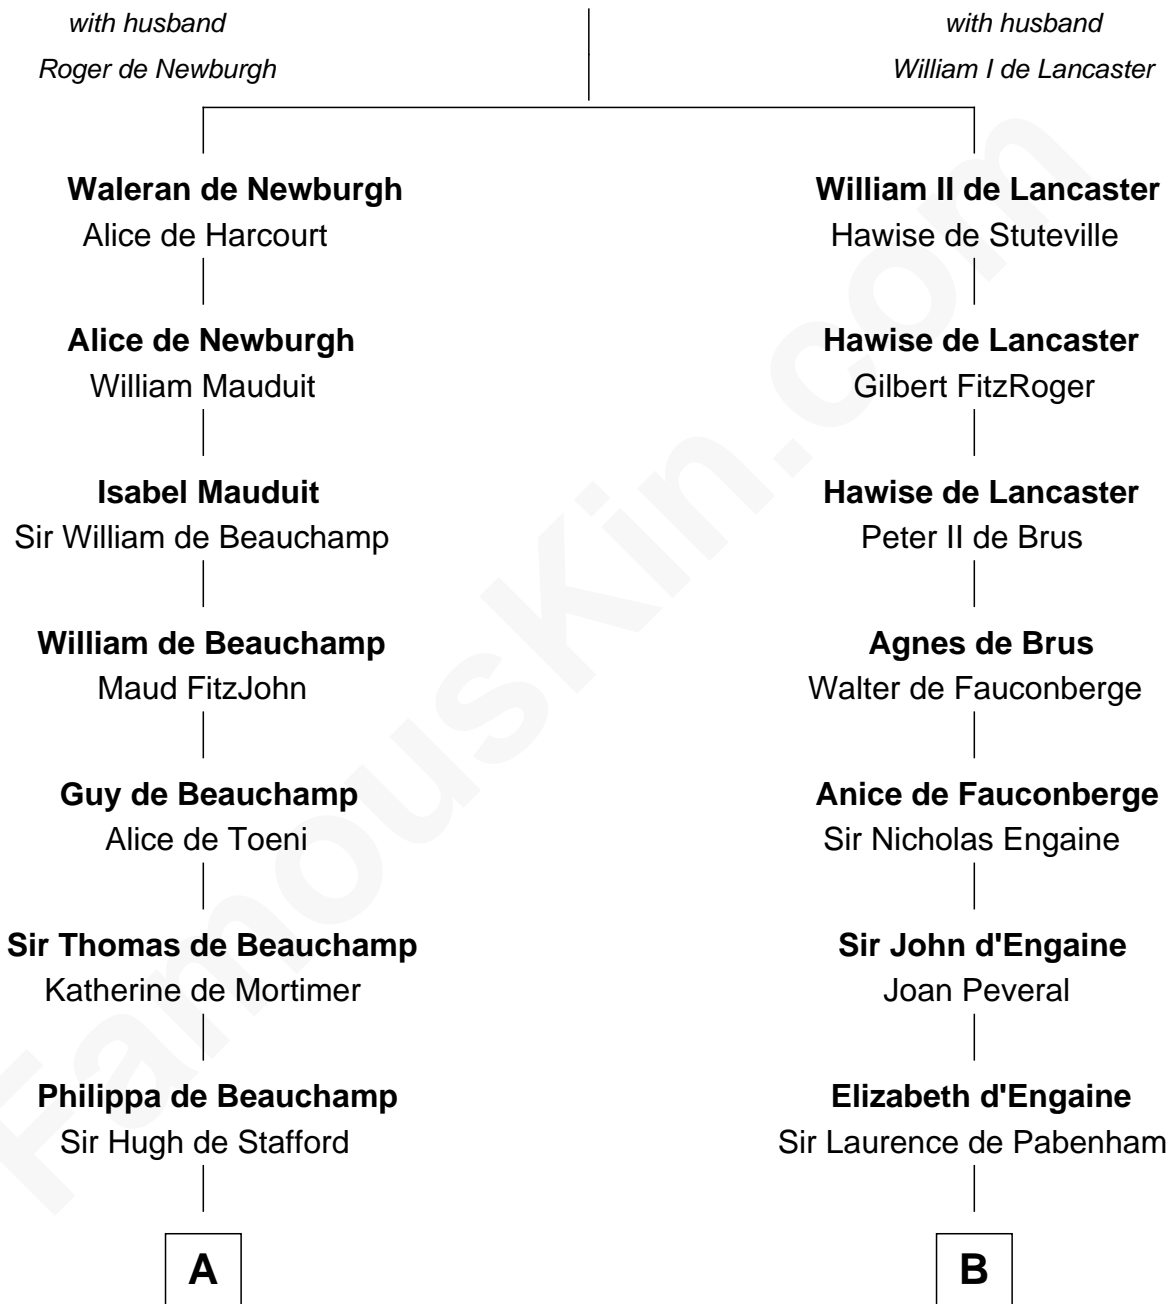 with husband
Roger de Newburgh
with husband
William I de Lancaster
Waleran de Newburgh
Alice de Harcourt
William II de Lancaster
Hawise de Stuteville
Alice de Newburgh
William Mauduit
Hawise de Lancaster
Gilbert FitzRoger
Isabel Mauduit
Sir William de Beauchamp
Hawise de Lancaster
Peter II de Brus
William de Beauchamp
Maud FitzJohn
Agnes de Brus
Walter de Fauconberge
Guy de Beauchamp
Alice de Toeni
Anice de Fauconberge
Sir Nicholas Engaine
Sir Thomas de Beauchamp
Katherine de Mortimer
Sir John d'Engaine
Joan Peveral
Philippa de Beauchamp
Sir Hugh de Stafford
Elizabeth d'Engaine
Sir Laurence de Pabenham
A
B
FamousKin.com